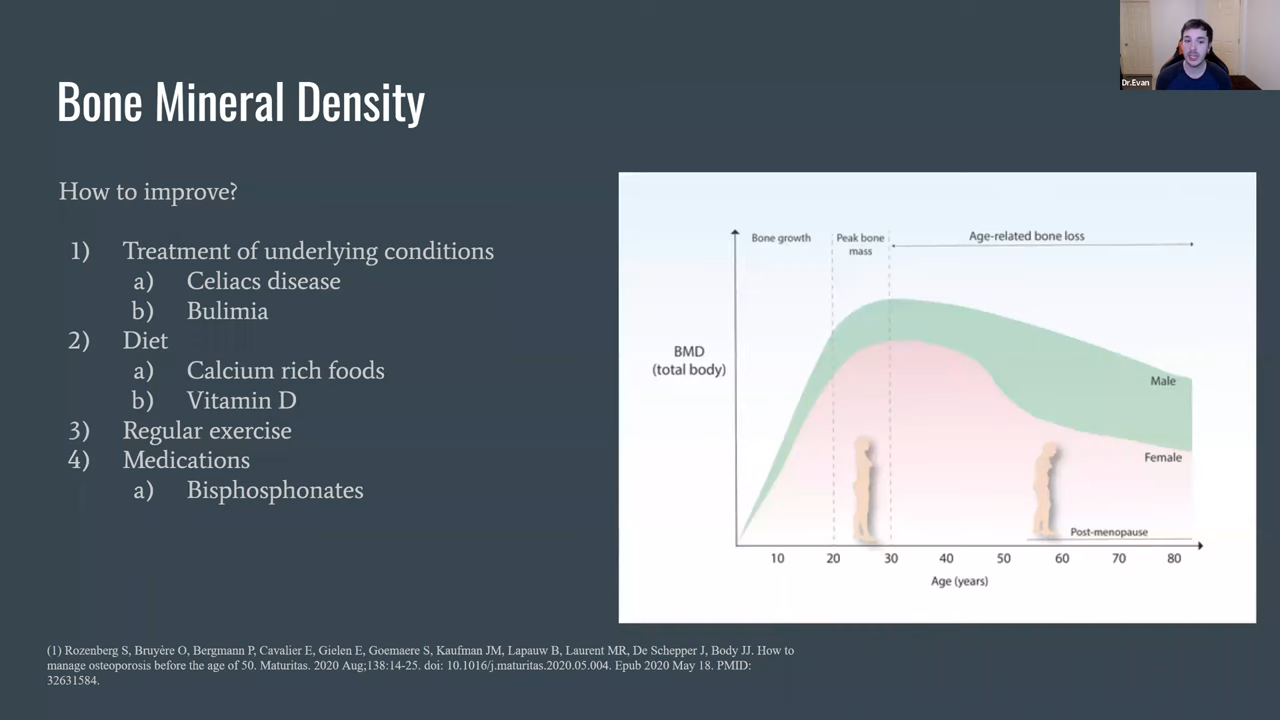 Dr.Evan
Bone Mineral Density
How to improve?
1) Treatment of underlying conditions
a) Celiacs disease
b) Bulimia
2) Diet
a) Calcium rich foods
b) Vitamin D
3) Regular exercise
4) Medications
a) Bisphosphonates
Bone growth
Peak bone
mass
Age-related bone loss
BMD
(total body)
Male
Female
Post-menopause
10 20 30 40 50 60 70 80
Age (years)
(1) Rozenberg S, Bruyère O, Bergmann P, Cavalier E, Gielen E, Goemaere S, Kaufman JM, Lapauw B, Laurent MR, De Schepper J, Body JJ. How to
manage osteoporosis before the age of 50. Maturitas. 2020 Aug;138:14-25. doi: 10.1016/j.maturitas.2020.05.004. Epub 2020 May 18. PMID:
32631584.